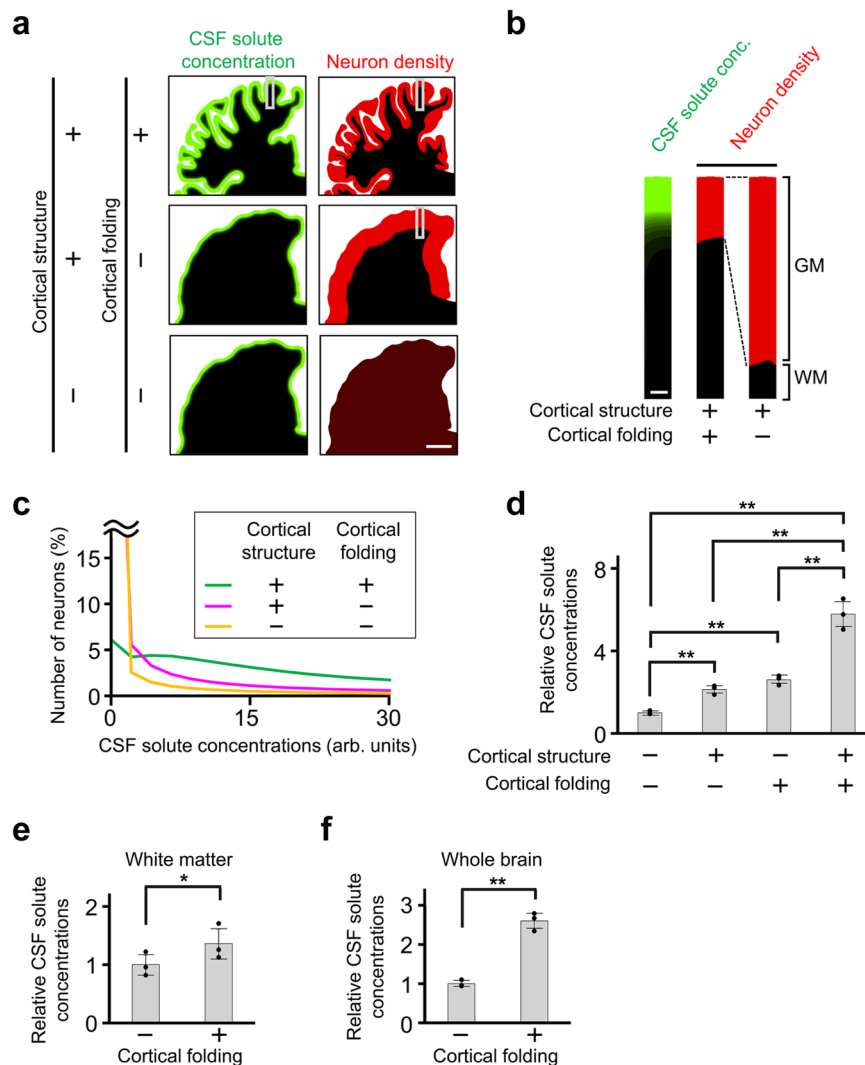 a
CSF solute
concentration
Neuron density
Cortical structure
Cortical folding
+
+
+
–
–
–
b
CSF solute conc.
Neuron density
GM
WM
Cortical structure + +
Cortical folding + –
c
Number of neurons (%)
15
10
5
0
0 15 30
CSF solute concentrations (arb. units)
Cortical
structure
Cortical
folding
+ +
+ –
– –
d
Relative CSF solute
concentrations
8
4
0
**
**
**
**
**
Cortical structure – + – +
Cortical folding – – + +
e
White matter
Relative CSF solute
concentrations
2
1
0
*
– +
Cortical folding
f
Whole brain
Relative CSF solute
concentrations
3
2
1
0
**
– +
Cortical folding